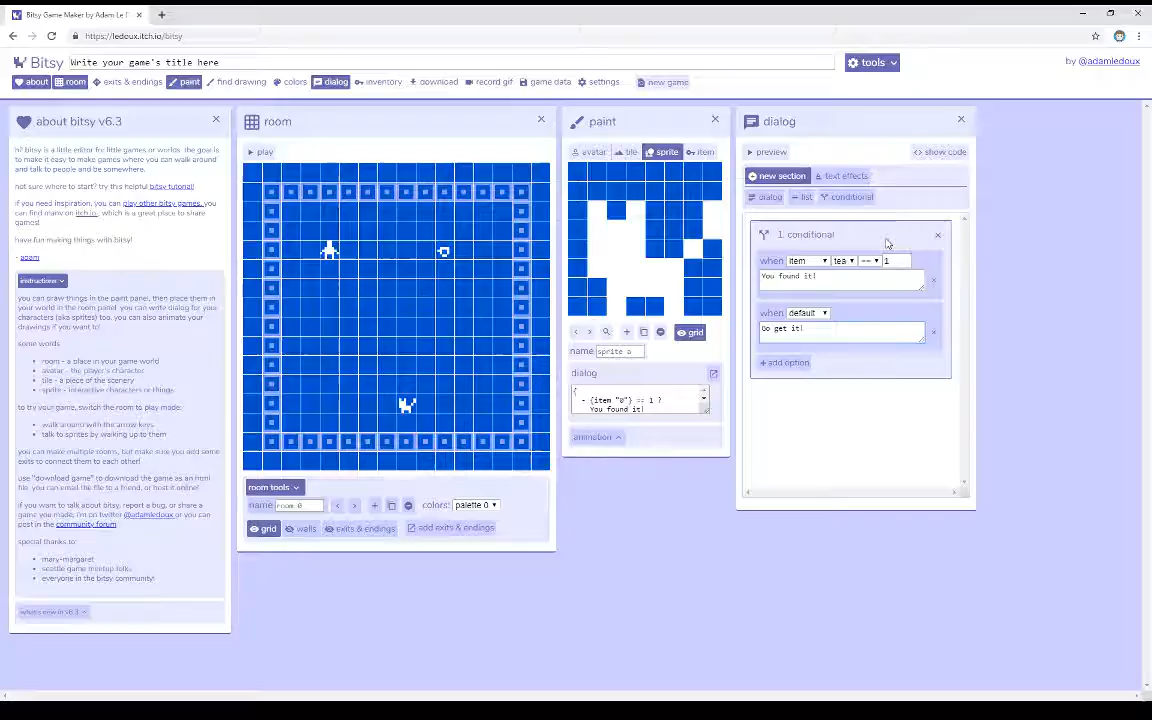 Bitsy Game Maker by Adam Le
https://ledoux.itch.io/bitsy
Bitsy
Write your game's title here
tools
by @adamledoux
about
room
exits & endings
paint
find drawing
colors
dialog
inventory
download
record gif
game data
settings
new game
about bitsy v6.3
hi! bitsy is a little editor for little games or worlds. the goal is
to make it easy to make games where you can walk around
and talk to people and be somewhere.
not sure where to start? try this helpful bitsy tutorial!
if you need inspiration, you can play other bitsy games. you
can find many on itch.io, which is a great place to share
games!
have fun making things with bitsy!
- adam
instructions
you can draw things in the paint panel, then place them in
your world in the room panel. you can write dialog for your
characters (aka sprites) too. you can also animate your
drawings if you want to!
some words:
room - a place in your game world
avatar - the player's character
tile - a piece of the scenery
sprite - interactive characters or things
to try your game, switch the room to play mode:
walk around with the arrow keys
talk to sprites by walking up to them
you can make multiple rooms, but make sure you add some
exits to connect them to each other!
use "download game" to download the game as an html
file. you can email the file to a friend, or host it online!
if you want to talk about bitsy, report a bug, or share a
game you made, i'm on twitter @adamledoux or you can
post in the community forum
special thanks to:
mary-margaret
seattle game meetup folks
everyone in the bitsy community!
what's new in v6.3
room
play
room tools
name room 0
colors: palette 0
grid
walls
exits & endings
add exits & endings
paint
avatar
tile
sprite
item
grid
name sprite a
dialog
{
- {item "0"} == 1 ?
You found it!
animation
dialog
preview
<> show code
new section
text effects
dialog
list
conditional
1. conditional
when item tea == 1
You found it!
when default
Go get it!
+ add option